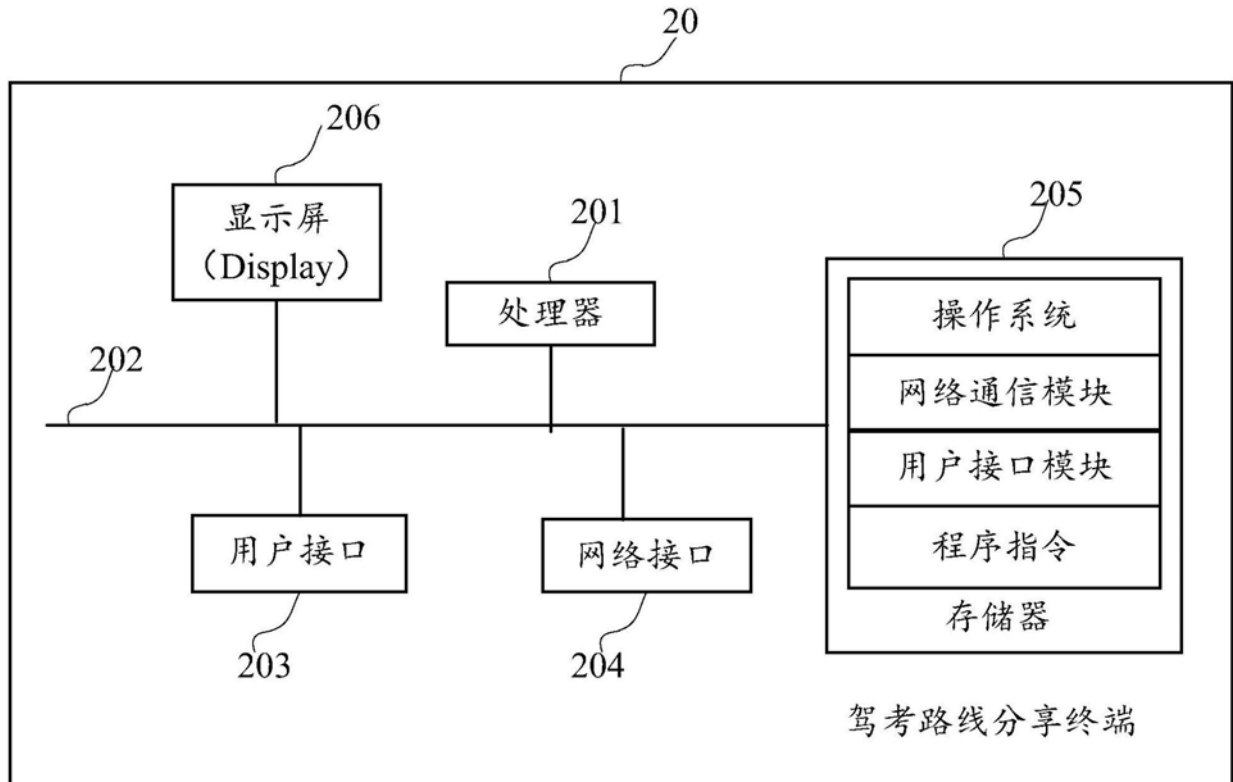 20
206
显示屏
（Display）
201
处理器
205
操作系统
网络通信模块
用户接口模块
程序指令
存储器
202
用户接口
203
网络接口
204
驾考路线分享终端